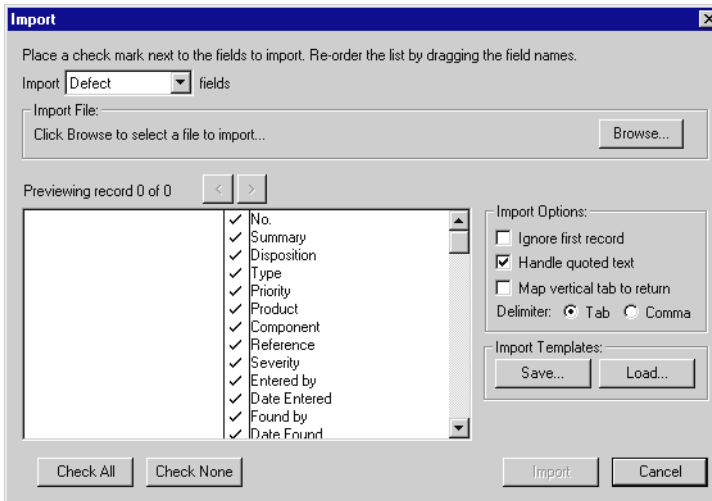 Import
Place a check mark next to the fields to import. Re-order the list by dragging the field names.
Import Defect fields
Import File:
Click Browse to select a file to import...
Browse...
Previewing record 0 of 0 < >
No.
Summary
Disposition
Type
Priority
Product
Component
Reference
Severity
Entered by
Date Entered
Found by
Date Found
Import Options:
Ignore first record
Handle quoted text
Map vertical tab to return
Delimiter: Tab Comma
Import Templates:
Save... Load...
Check All Check None Import Cancel